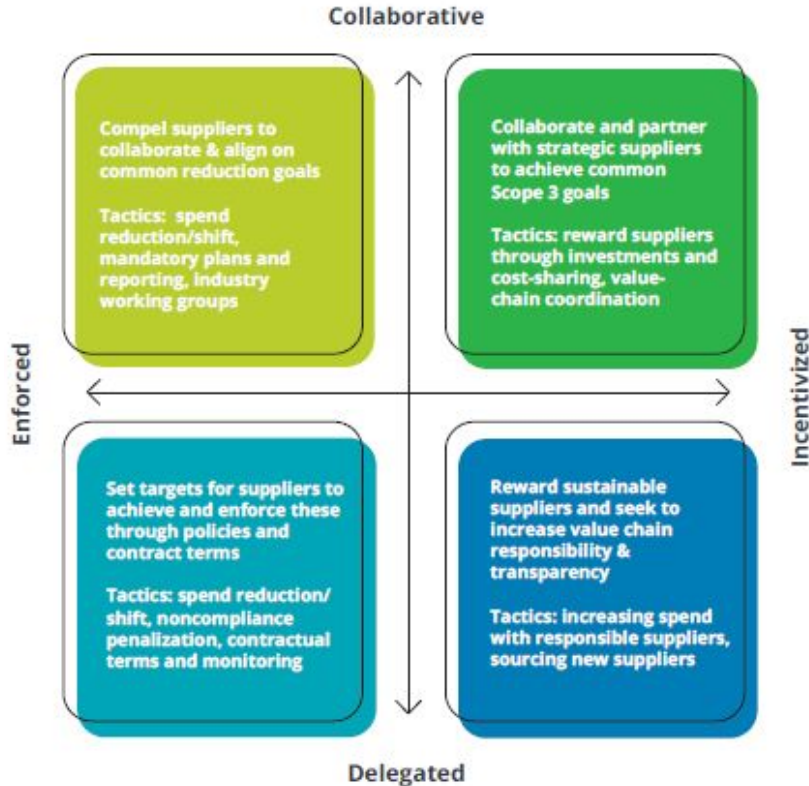 Collaborative
Compel suppliers to
collaborate & align on
common reduction goals
Tactics: spend
reduction/shift,
mandatory plans and
reporting, industry
working groups
Collaborate and partner
with strategic suppliers
to achieve common
Scope 3 goals
Tactics: reward suppliers
through investments and
cost-sharing, value-
chain coordination
Enforced
Incentivized
Set targets for suppliers to
achieve and enforce these
through policies and
contract terms
Tactics: spend reduction/
shift, noncompliance
penalization, contractual
terms and monitoring
Reward sustainable
suppliers and seek to
increase value chain
responsibility &
transparency
Tactics: increasing spend
with responsible suppliers,
sourcing new suppliers
Delegated